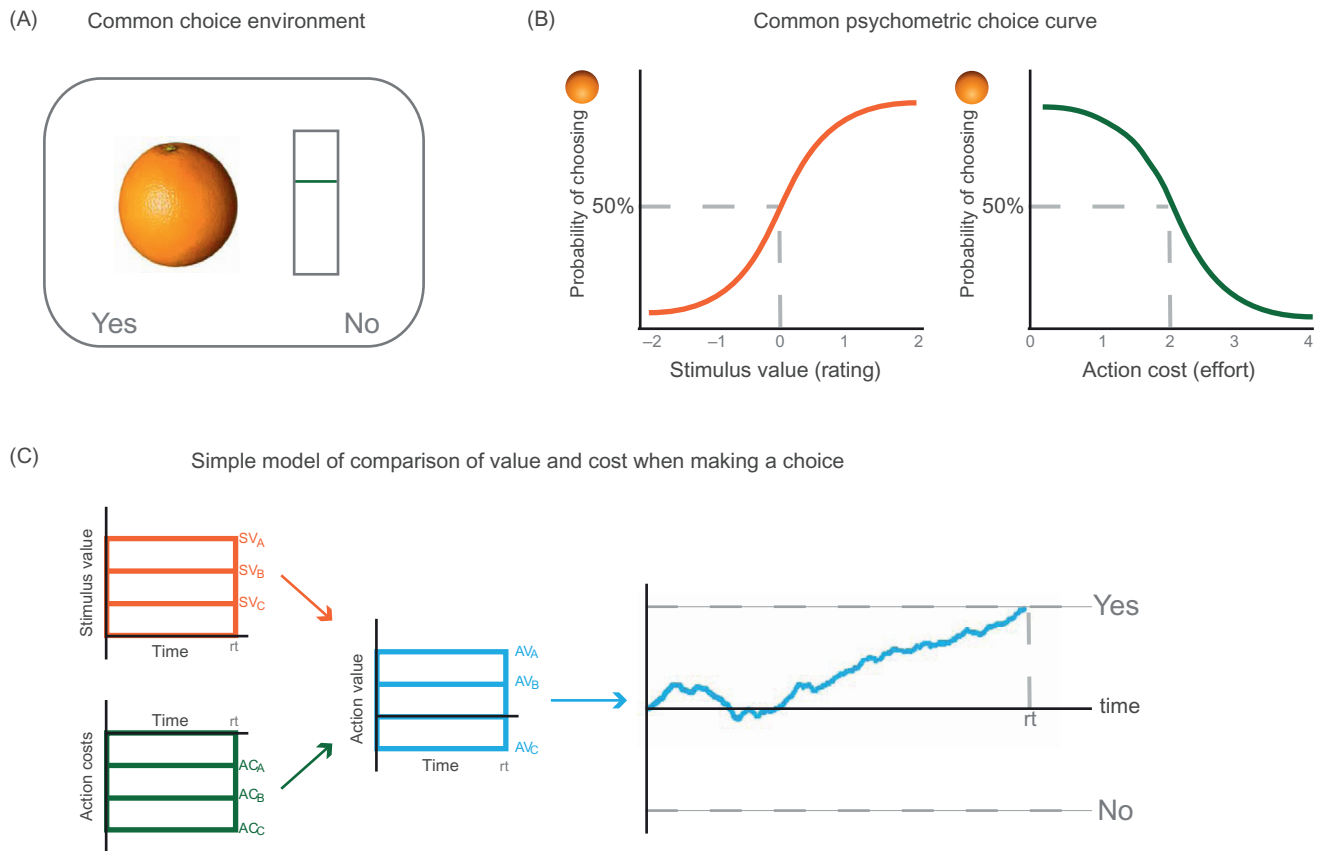 (A) Common choice environment
Yes No
(B) Common psychometric choice curve
Probability of choosing
50%
–2 –1 0 1 2
Stimulus value (rating)
Probability of choosing
50%
0 1 2 3 4
Action cost (effort)
(C) Simple model of comparison of value and cost when making a choice
Stimulus value
SVA
SVB
SVC
Time rt
Action costs
Time rt
ACA
ACB
ACC
Action value
AVA
AVB
AVC
Time rt
Yes
time
rt
No